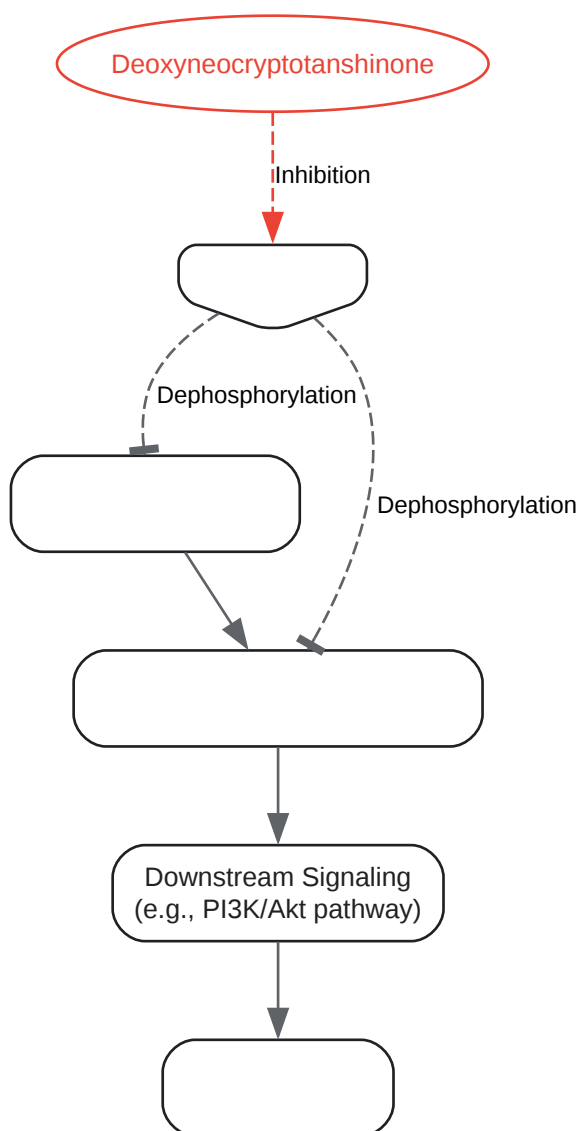 Deoxyneocryptotanshinone
Inhibition
Dephosphorylation
Dephosphorylation
Downstream Signaling
(e.g., PI3K/Akt pathway)